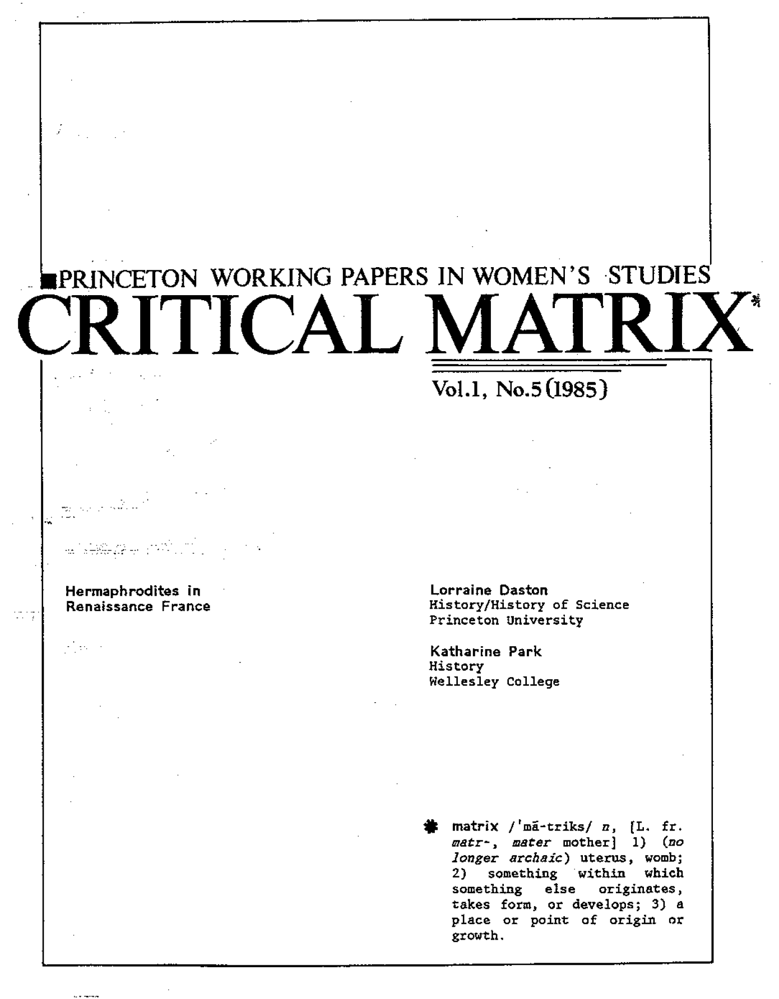 ■PRINCETON WORKING PAPERS IN WOMEN'S STUDIES
CRITICAL MATRIX*
Vol.1, No.5(1985)
Hermaphrodites in
Renaissance France
Lorraine Daston
History/History of Science
Princeton University
Katharine Park
History
Wellesley College
* matrix /'mā-triks/ n, [L. fr.
matr-, mater mother] 1) (no
longer archaic) uterus, womb;
2) something within which
something else originates,
takes form, or develops; 3) a
place or point of origin or
growth.